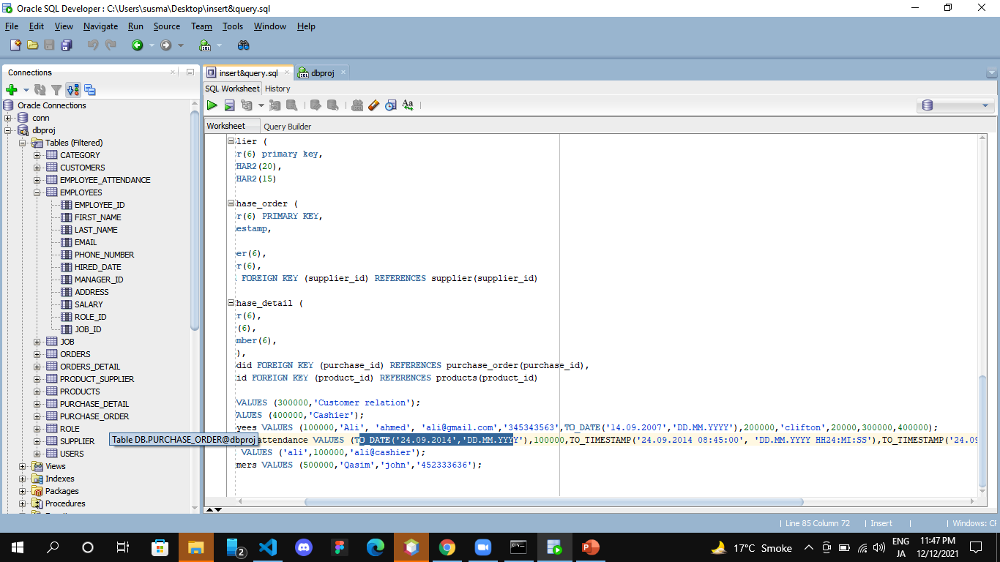 Oracle SQL Developer : C:\Users\susma\Desktop\insert&query.sql
File Edit View Navigate Run Source Team Tools Window Help
Connections
Oracle Connections
conn
dbproj
Tables (Filtered)
CATEGORY
CUSTOMERS
EMPLOYEE_ATTENDANCE
EMPLOYEES
EMPLOYEE_ID
FIRST_NAME
LAST_NAME
EMAIL
PHONE_NUMBER
HIRED_DATE
MANAGER_ID
ADDRESS
SALARY
ROLE_ID
JOB_ID
JOB
ORDERS
ORDERS_DETAIL
PRODUCT_SUPPLIER
PRODUCTS
PURCHASE_DETAIL
PURCHASE_ORDER
ROLE
SUPPLIER
USERS
Views
Indexes
Packages
Procedures
Table DB.PURCHASE_ORDER@dbproj
insert&query.sql dbproj
SQL Worksheet History
Worksheet Query Builder
lier (
r(6) primary key,
HAR2(20),
HAR2(15)
hase_order (
r(6) PRIMARY KEY,
estamp,
er(6),
r(6),
FOREIGN KEY (supplier_id) REFERENCES supplier(supplier_id)
hase_detail (
r(6),
(6),
mber(6),
),
did FOREIGN KEY (purchase_id) REFERENCES purchase_order(purchase_id),
id FOREIGN KEY (product_id) REFERENCES products(product_id)
VALUES (300000,'Customer relation');
VALUES (400000,'Cashier');
yees VALUES (100000,'Ali', 'ahmed', 'ali@gmail.com','345343563',TO_DATE('14.09.2007','DD.MM.YYYY'),200000,'clifton',20000,300000,400000);
attendance VALUES (TO_DATE('24.09.2014','DD.MM.YYYY'),100000,TO_TIMESTAMP('24.09.2014 08:45:00', 'DD.MM.YYYY HH24:MI:SS'),TO_TIMESTAMP('24.09
VALUES ('ali',100000,'ali@cashier');
mers VALUES (500000,'Qasim','john','452333636');
Line 85 Column 72 Insert Windows: CF
2
17°C Smoke
ENG
JA
11:47 PM
12/12/2021